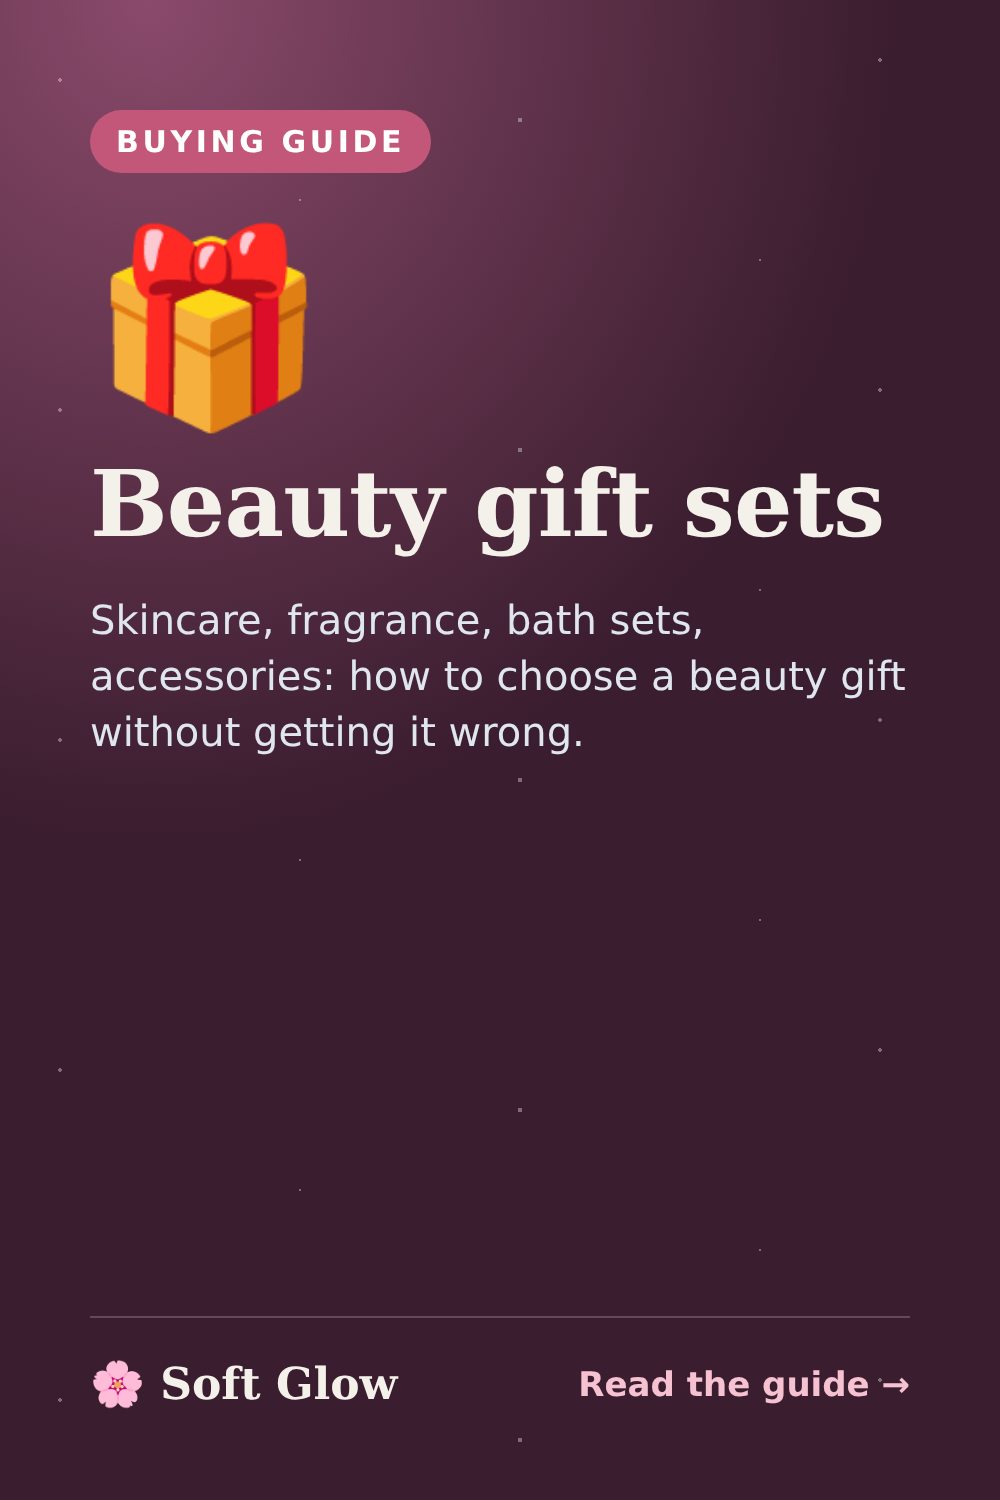 BUYING GUIDE
Beauty gift sets
Skincare, fragrance, bath sets,
accessories: how to choose a beauty gift
without getting it wrong.
Soft Glow
Read the guide →